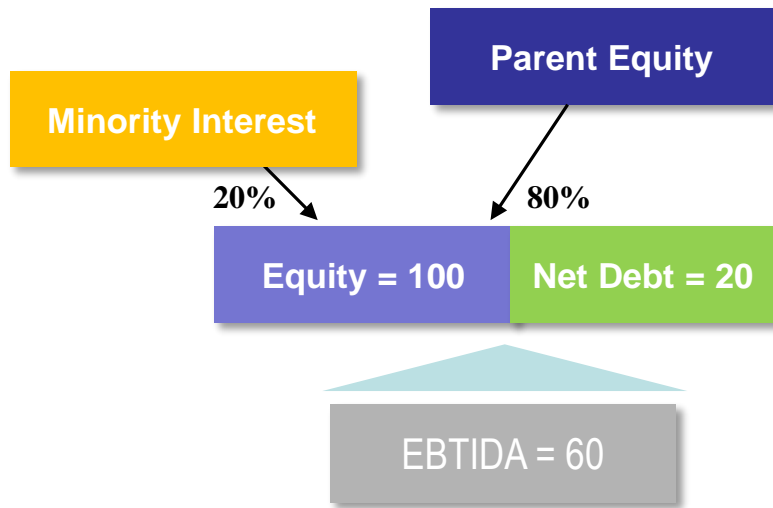 Parent Equity
Minority Interest
20%
80%
Equity = 100
Net Debt = 20
EBTIDA = 60